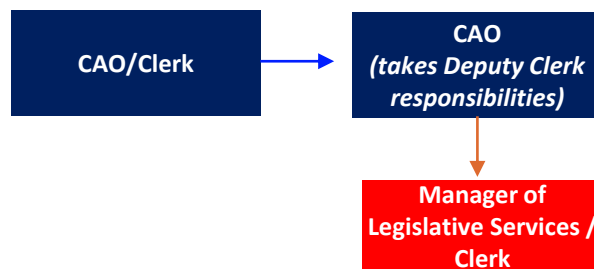 CAO/Clerk
CAO
(takes Deputy Clerk
responsibilities)
Manager of
Legislative Services /
Clerk